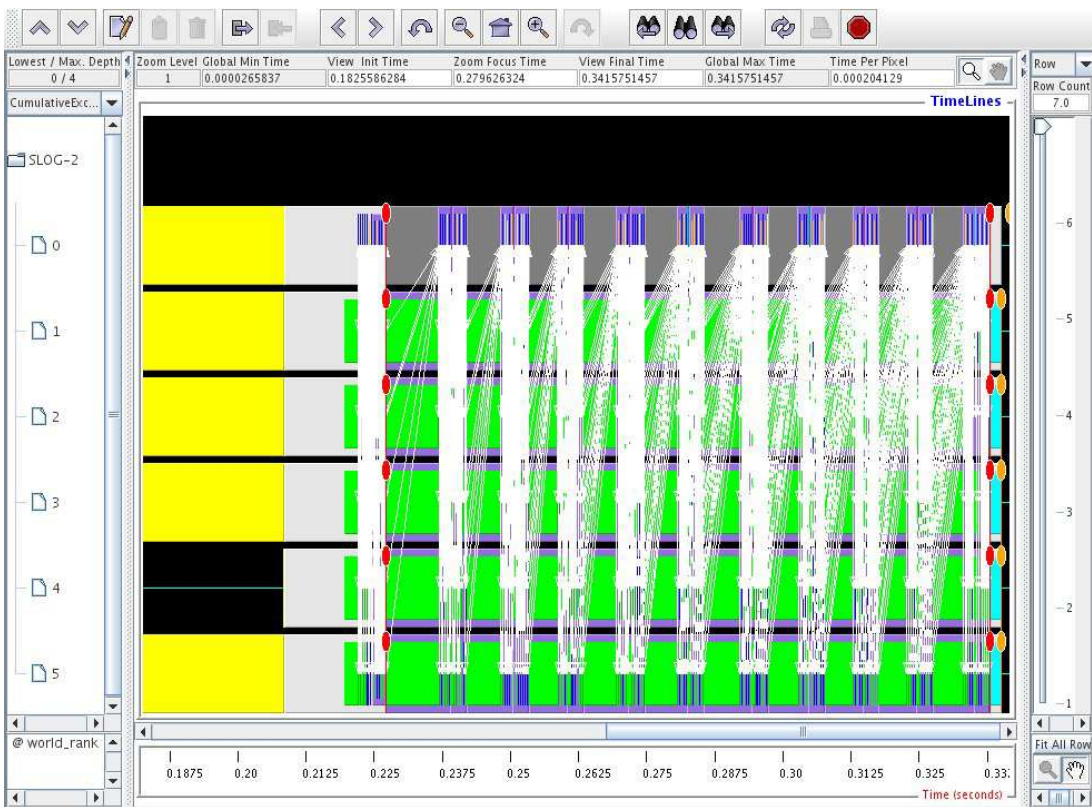 Lowest / Max. Depth
0 / 4
CumulativeExc...
Zoom Level Global Min Time View Init Time Zoom Focus Time View Final Time Global Max Time Time Per Pixel
1 0.0000265837 0.1825586284 0.279626324 0.3415751457 0.3415751457 0.000204129
Row
Row Count
7.0
TimeLines
SLOG-2
0
1
2
3
4
5
6
5
4
3
2
1
@ world_rank
Fit All Row
0.1875 0.20 0.2125 0.225 0.2375 0.25 0.2625 0.275 0.2875 0.30 0.3125 0.325 0.33
Time (seconds)